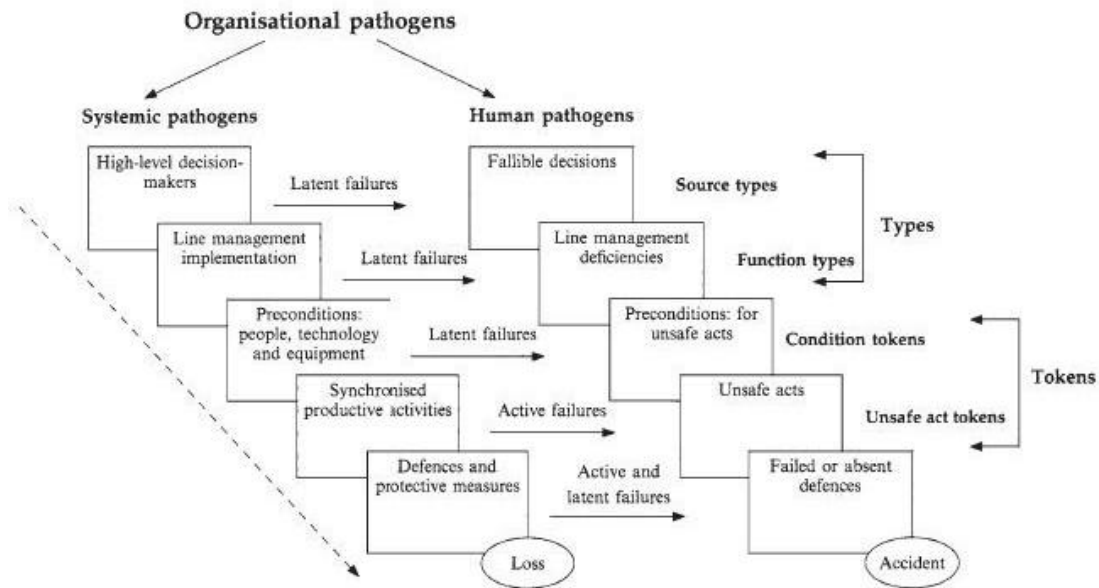 Organisational pathogens
Systemic pathogens
Human pathogens
High-level decision-
makers
Latent failures
Fallible decisions
Source types
Types
Line management
implementation
Latent failures
Line management
deficiencies
Function types
Preconditions:
people, technology
and equipment
Latent failures
Preconditions: for
unsafe acts
Condition tokens
Tokens
Synchronised
productive activities
Active failures
Unsafe acts
Unsafe act tokens
Defences and
protective measures
Active and
latent failures
Failed or absent
defences
Loss
Accident